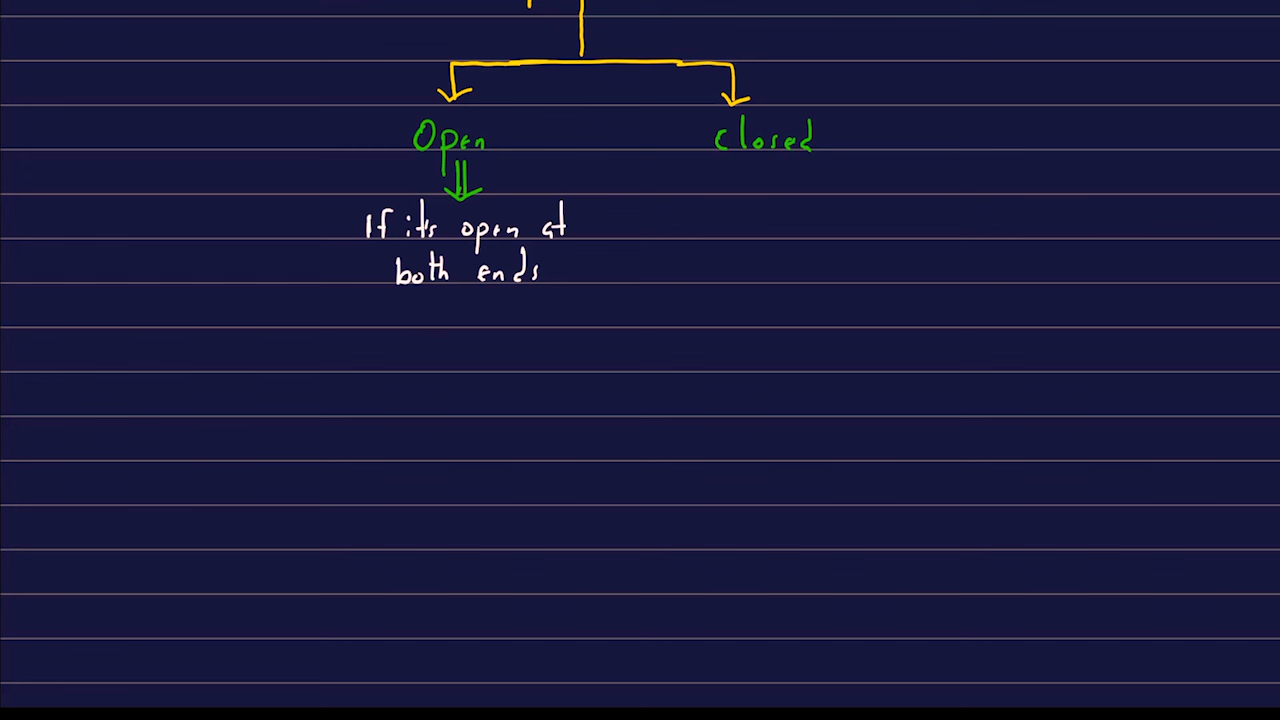 Open closed
If it's open at
both ends